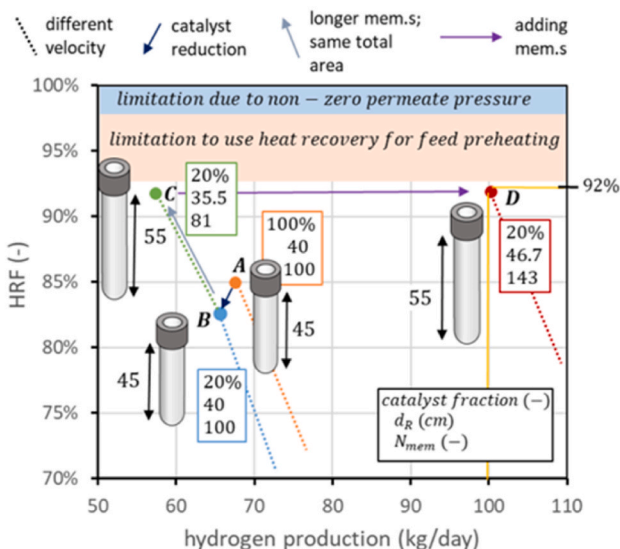 different
velocity
catalyst
reduction
longer mem.s;
same total
area
adding
mem.s
100%
95%
90%
85%
80%
75%
70%
HRF (-)
limitation due to non − zero permeate pressure
limitation to use heat recovery for feed preheating
92%
C
20%
35.5
81
55
A
100%
40
100
45
B
20%
40
100
45
D
20%
46.7
143
55
catalyst fraction (−)
d_R (cm)
N_mem (−)
50
60
70
80
90
100
110
hydrogen production (kg/day)